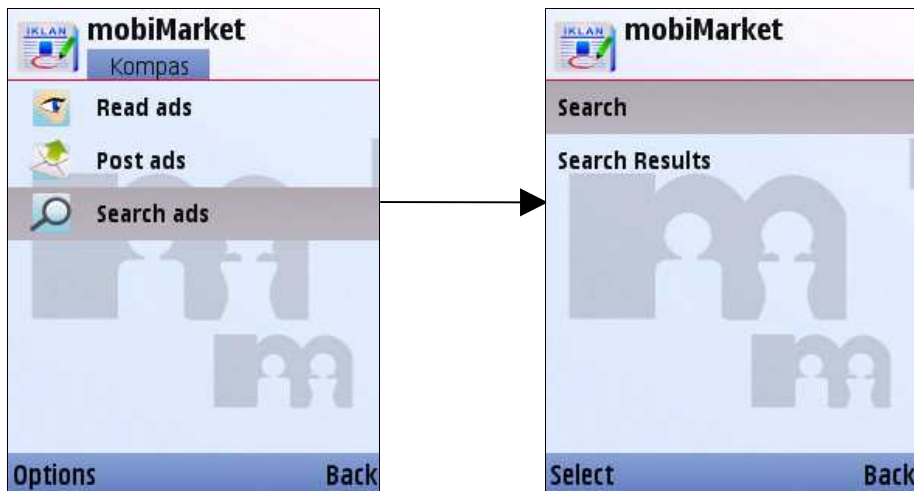 IKLAN
mobiMarket
Kompas
Read ads
Post ads
Search ads
m
m
Options Back
IKLAN
mobiMarket
Search
Search Results
m
m
Select Back